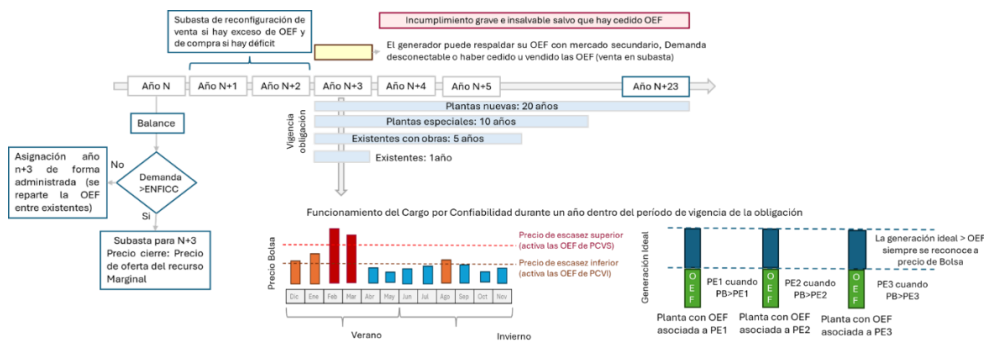 Subasta de reconfiguración de
venta si hay exceso de OEF y
de compra si hay déficit
Incumplimiento grave e insalvable salvo que hay cedido OEF
El generador puede respaldar su OEF con mercado secundario, Demanda
desconectable o haber cedido u vendido las OEF (venta en subasta)
Año N
Año N+1
Año N+2
Año N+3
Año N+4
Año N+5
Año N+23
Vigencia
obligación
Plantas nuevas: 20 años
Plantas especiales: 10 años
Existentes con obras: 5 años
Existentes: 1año
Balance
Asignación año
n+3 de forma
administrada (se
reparte la OEF
entre existentes)
No
Demanda
>ENFICC
Si
Subasta para N+3
Precio cierre: Precio
de oferta del recurso
Marginal
Funcionamiento del Cargo por Confiabilidad durante un año dentro del período de vigencia de la obligación
Precio Bolsa
Precio de escasez superior
(activa las OEF de PCVS)
Precio de escasez inferior
(activa las OEF de PCVI)
Dic Ene Feb Mar Abr May Jun Jul Ago Sep Oct Nov
Verano
Invierno
Generación Ideal
La generación ideal > OEF
siempre se reconoce a
precio de Bolsa
OEF
PE1 cuando
PB>PE1
OEF
PE2 cuando
PB>PE2
OEF
PE3 cuando
PB>PE3
Planta con OEF
asociada a PE1
Planta con OEF
asociada a PE2
Planta con OEF
asociada a PE3